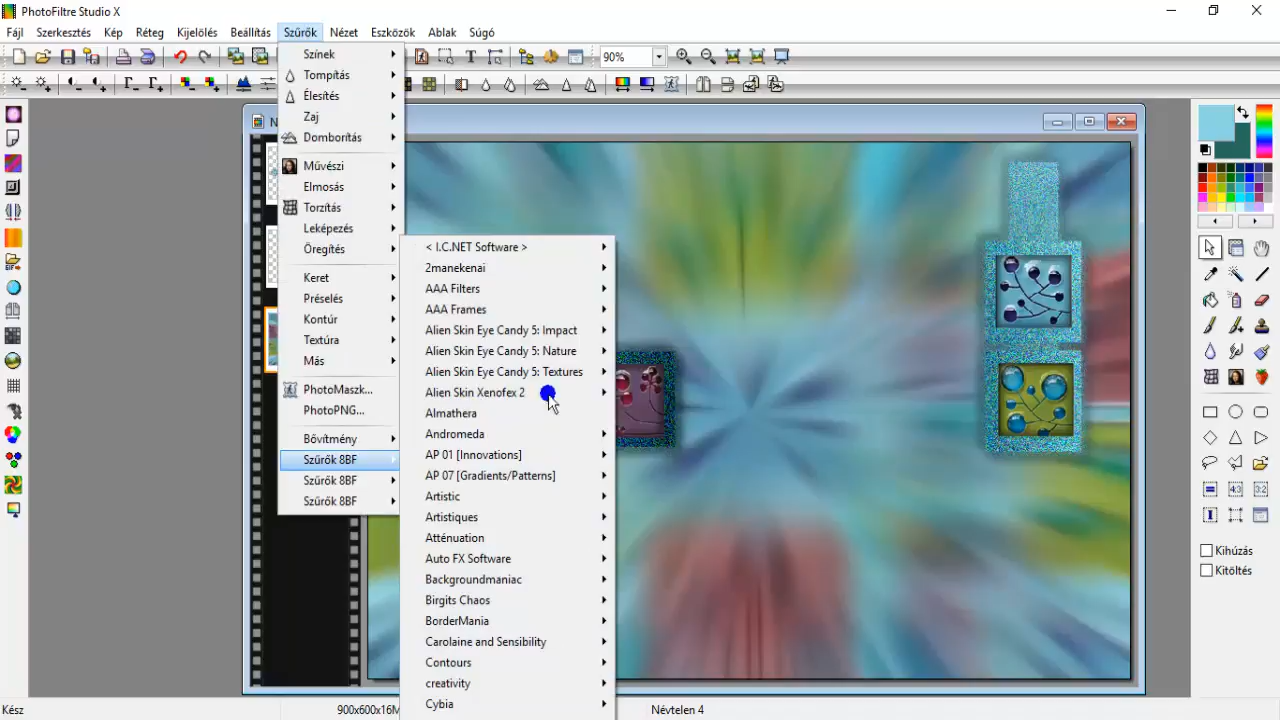 PhotoFiltre Studio X
Fájl Szerkesztés Kép Réteg Kijelölés Beállítás Szűrők Nézet Eszközök Ablak Súgó
90%
Színek
Tompítás
Élesítés
Zaj
Domborítás
Művészi
Elmosás
Torzítás
Leképezés
Öregítés
Keret
Préselés
Kontúr
Textúra
Más
PhotoMaszk...
PhotoPNG...
Bővítmény
Szűrők 8BF
Szűrők 8BF
Szűrők 8BF
< I.C.NET Software >
2manekenai
AAA Filters
AAA Frames
Alien Skin Eye Candy 5: Impact
Alien Skin Eye Candy 5: Nature
Alien Skin Eye Candy 5: Textures
Alien Skin Xenofex 2
Almathera
Andromeda
AP 01 [Innovations]
AP 07 [Gradients/Patterns]
Artistic
Artistiques
Atténuation
Auto FX Software
Backgroundmaniac
Birgits Chaos
BorderMania
Carolaine and Sensibility
Contours
creativity
Cybia
Kihúzás
Kitöltés
Kész 900x600x16M Névtelen 4